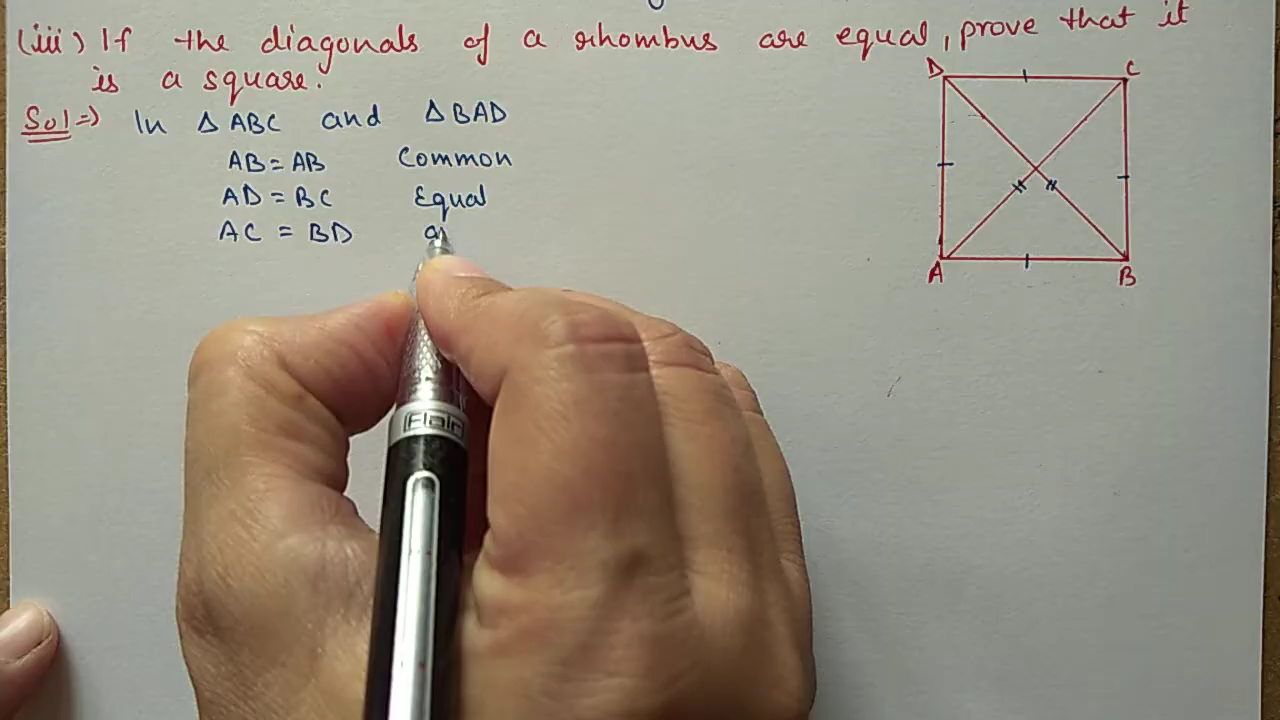 (iii) If the diagonals of a rhombus are equal, prove that it
is a square.
Sol => In Δ ABC and Δ BAD
AB = AB Common
AD = BC Equal
AC = BD
D C
A B
Flair